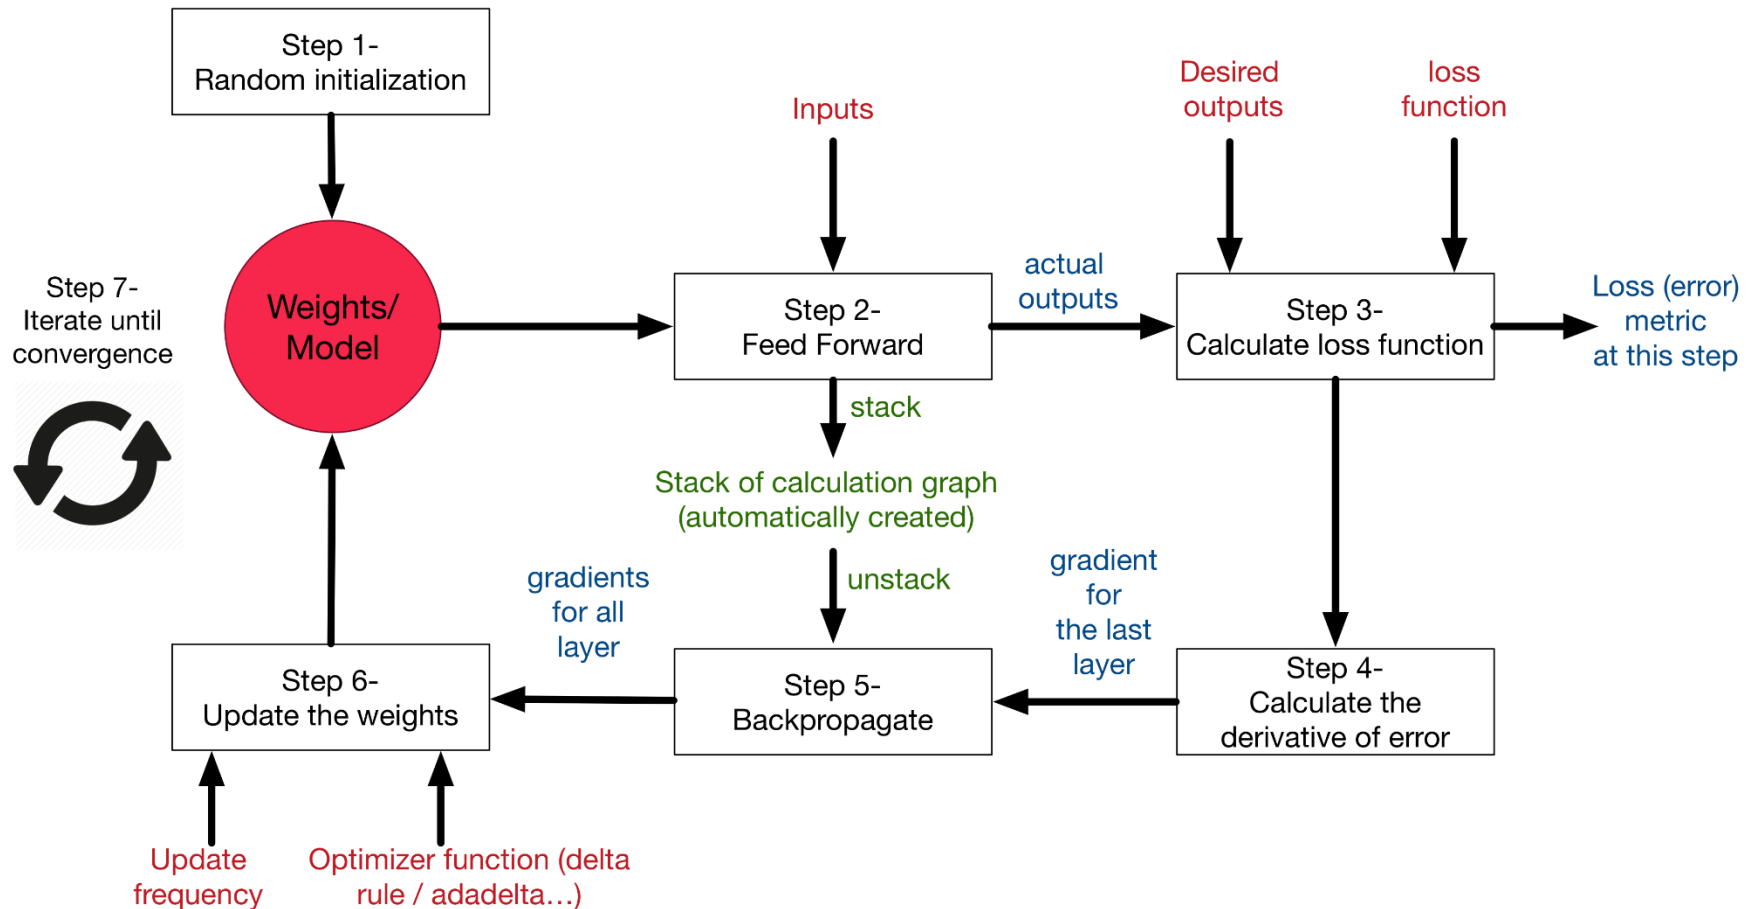 Step 1-
Random initialization
Inputs
Desired
outputs
loss
function
Step 7-
Iterate until
convergence
Weights/
Model
Step 2-
Feed Forward
actual
outputs
Step 3-
Calculate loss function
Loss (error)
metric
at this step
stack
Stack of calculation graph
(automatically created)
unstack
gradients
for all
layer
gradient
for
the last
layer
Step 6-
Update the weights
Step 5-
Backpropagate
Step 4-
Calculate the
derivative of error
Update
frequency
Optimizer function (delta
rule / adadelta…)